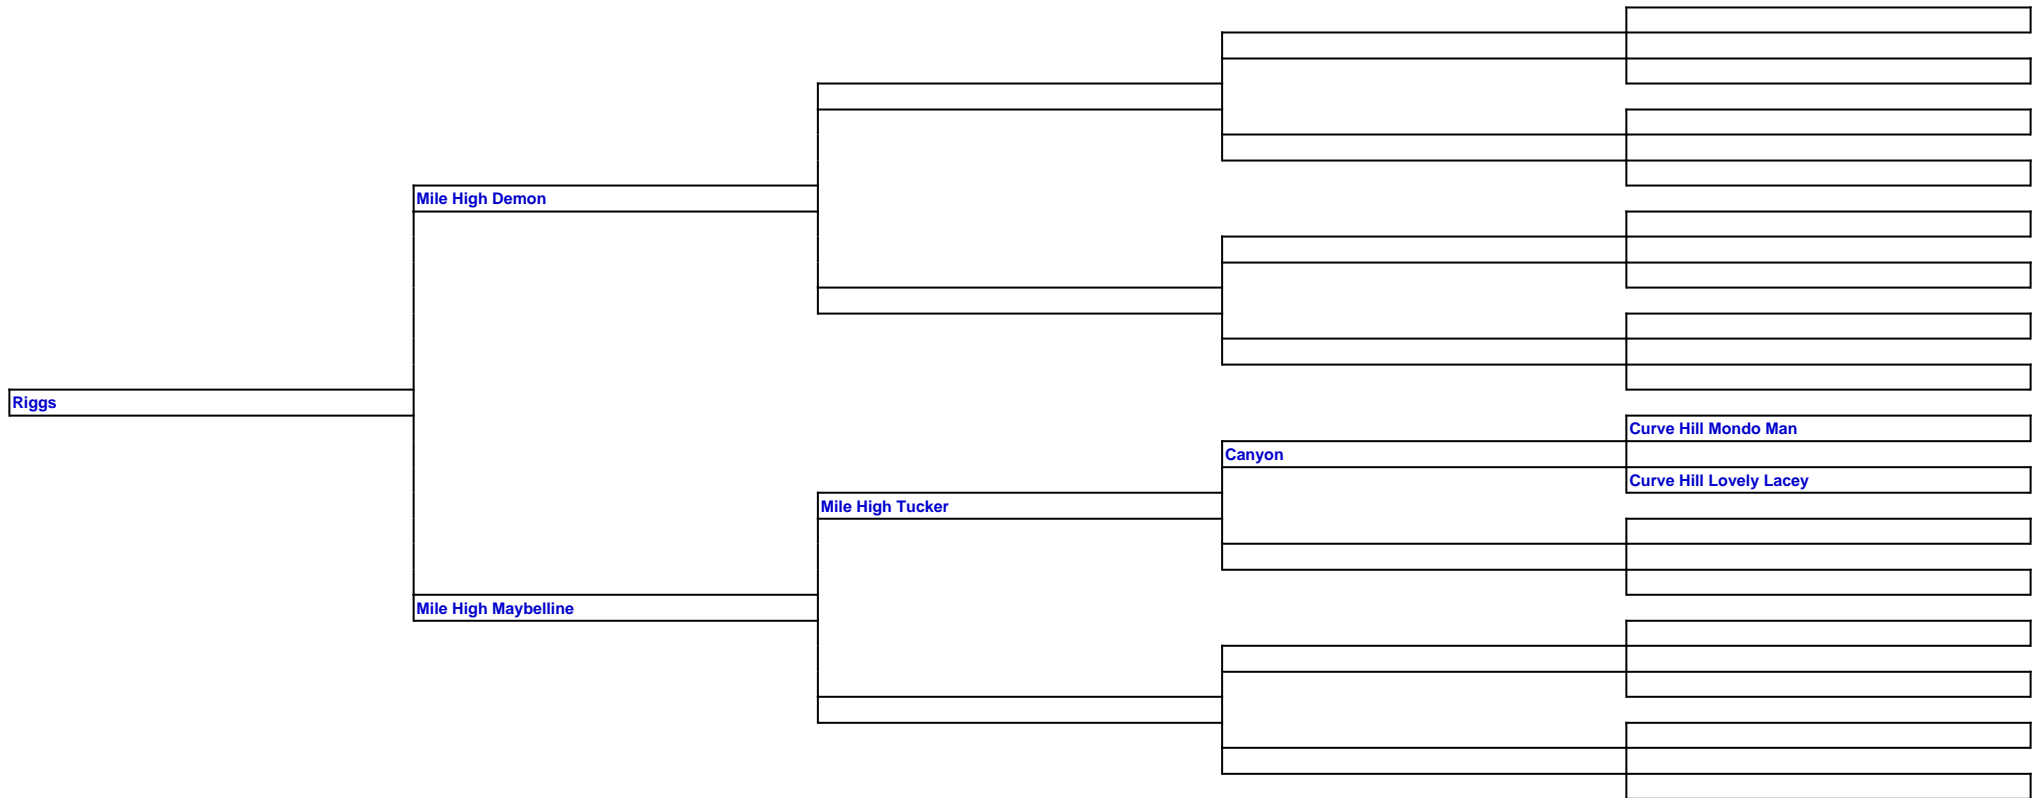 Mile High Demon
Riggs
Curve Hill Mondo Man
Canyon
Curve Hill Lovely Lacey
Mile High Tucker
Mile High Maybelline